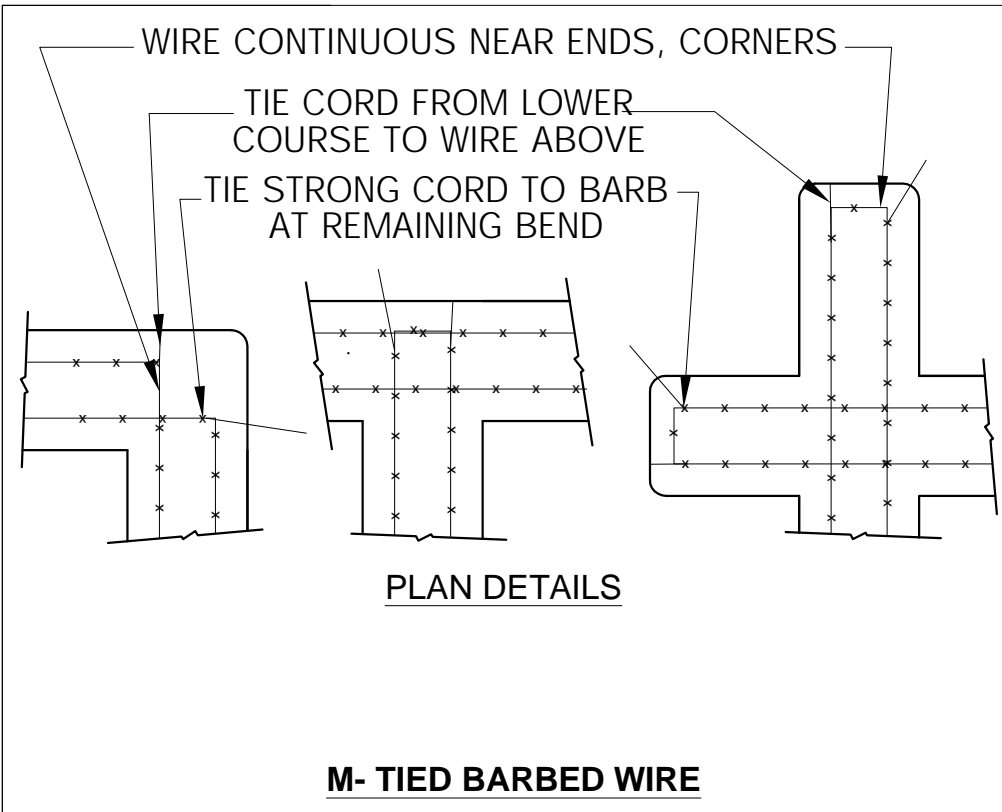 WIRE CONTINUOUS NEAR ENDS, CORNERS
TIE CORD FROM LOWER
COURSE TO WIRE ABOVE
TIE STRONG CORD TO BARB
AT REMAINING BEND
PLAN DETAILS
M- TIED BARBED WIRE